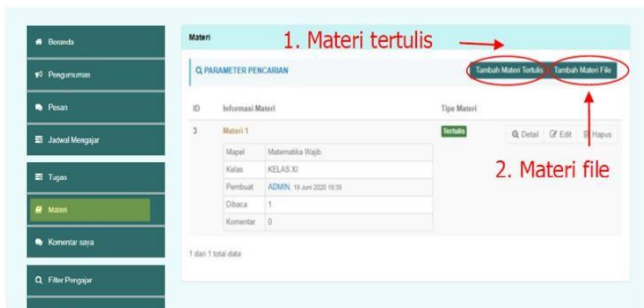 Beranda
Pengumuman
Pesan
Jadwal Mengajar
Tugas
Materi
Komentar saya
Filter Pengajar
Materi
1. Materi tertulis
PARAMETER PENCARIAN
Tambah Materi Tertulis Tambah Materi File
ID Informasi Materi Tipe Materi
3 Materi 1 Tertulis Detail Edit Hapus
Mapel Matematika Wajib
Kelas KELAS XI
Pembuat ADMIN, 19 Juni 2020 19:38
Dibaca 1
Komentar 0
2. Materi file
1 dari 1 total data